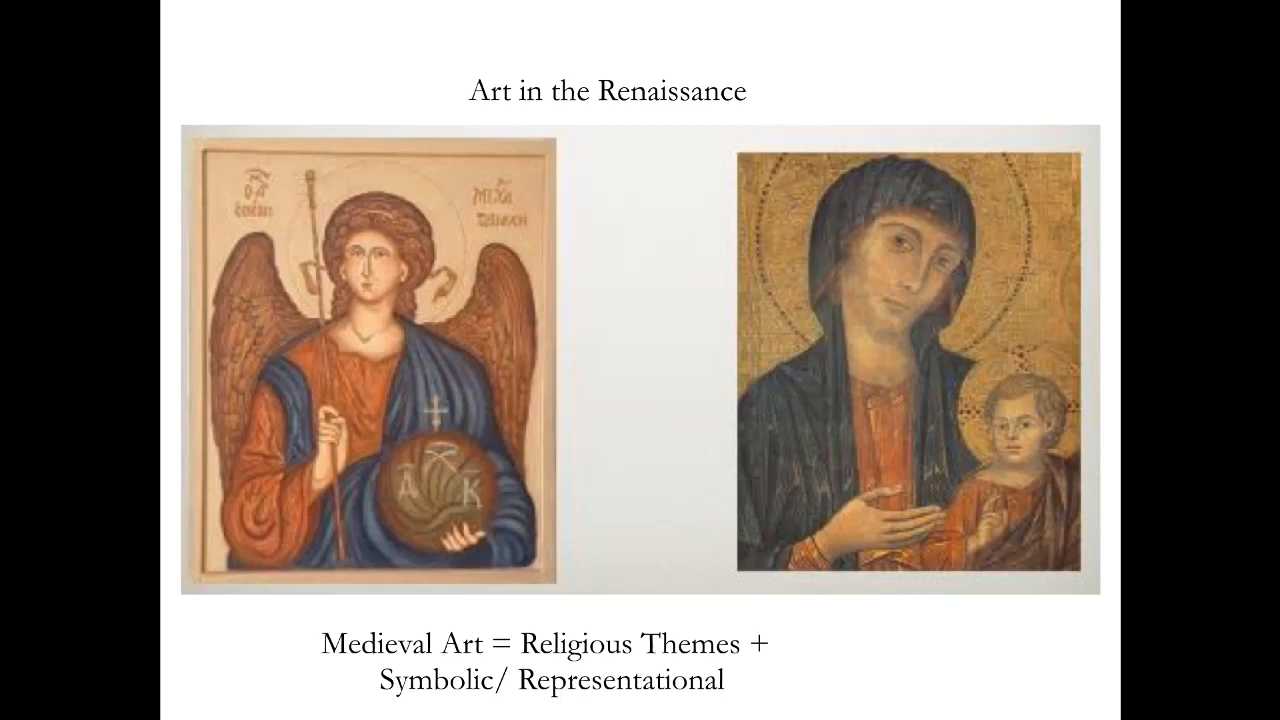 Art in the Renaissance
Medieval Art = Religious Themes +
Symbolic/ Representational